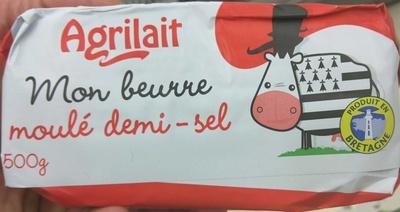 Agrilait
Mon beurre
moulé demi-sel
500g
PRODUIT EN
BRETAGNE